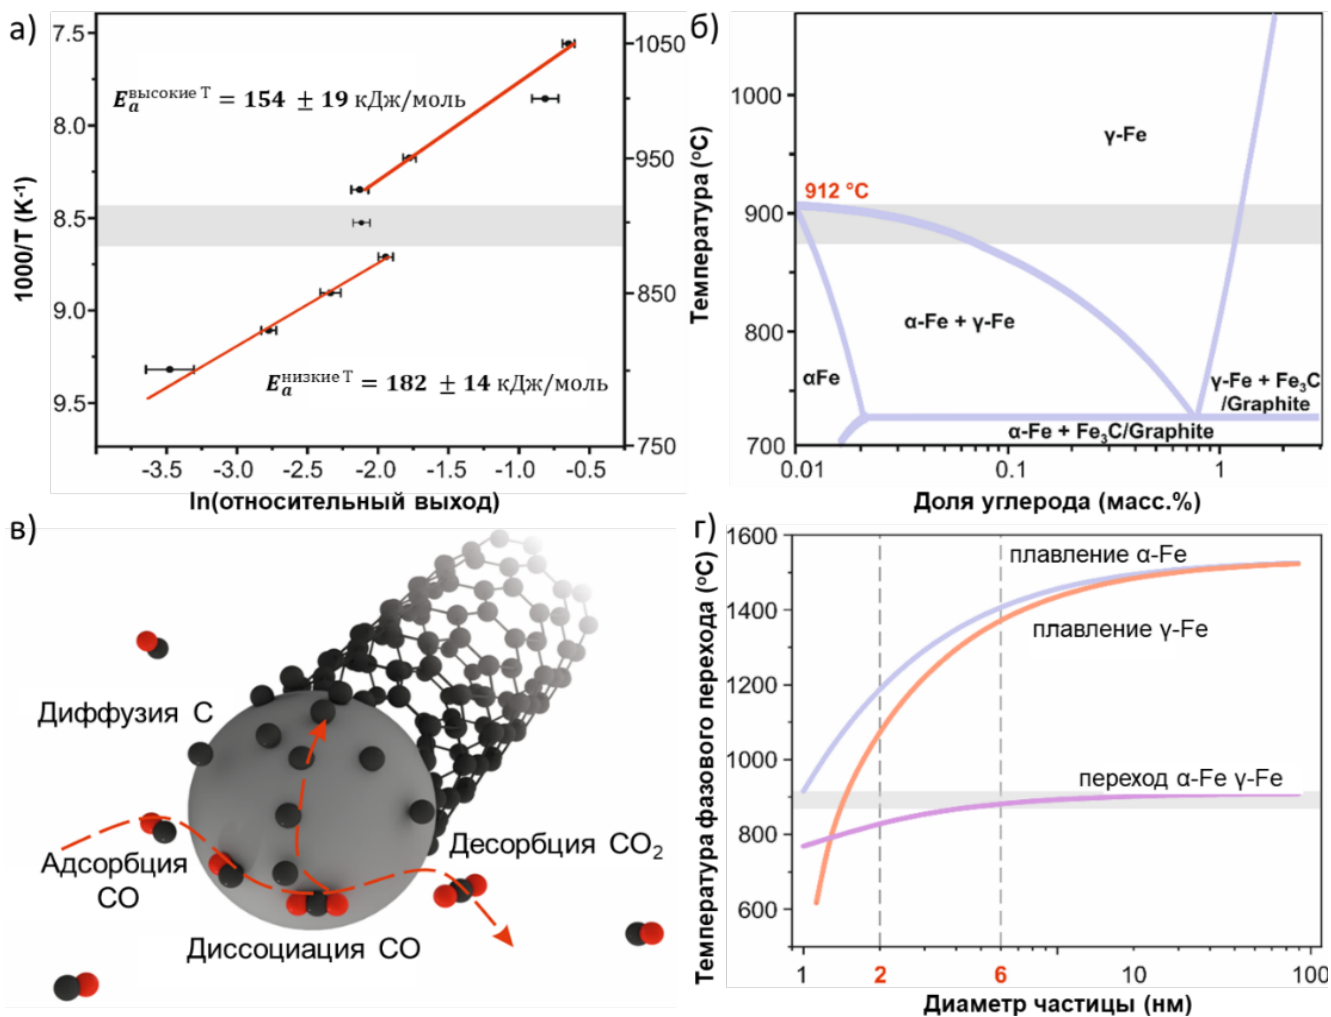 а)
7.5
8.0
8.5
9.0
9.5
1000/T (K⁻¹)
E_a^высокие T = 154 ± 19 кДж/моль
E_a^низкие T = 182 ± 14 кДж/моль
1050
950
850
750
Температура (°C)
-3.5 -3.0 -2.5 -2.0 -1.5 -1.0 -0.5
ln(относительный выход)
б)
1000
900
800
700
912 °C
γ-Fe
α-Fe + γ-Fe
αFe
γ-Fe + Fe₃C
/Graphite
α-Fe + Fe₃C/Graphite
0.01 0.1 1
Доля углерода (масс.%)
в)
Диффузия C
Адсорбция
CO
Диссоциация CO
Десорбция CO₂
г)
Температура фазового перехода (°C)
1600
1400
1200
1000
800
600
плавление α-Fe
плавление γ-Fe
переход α-Fe γ-Fe
1 2 6 10 100
Диаметр частицы (нм)